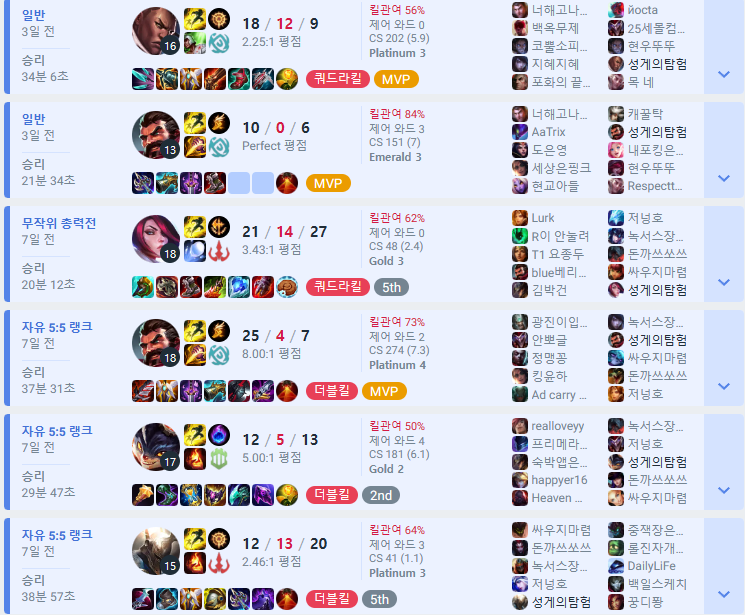 일반
3일 전
승리
34분 6초
16
18 / 12 / 9
2.25:1 평점
쿼드라킬 MVP
킬관여 56%
제어 와드 0
CS 202 (5.9)
Platinum 3
너해고나...
백옥무제
코뿔소피...
지혜지혜
포화의 끝...
йocta
25세몰컴...
현우뚜뚜
성게의탐험
목 네
일반
3일 전
승리
21분 34초
13
10 / 0 / 6
Perfect 평점
MVP
킬관여 84%
제어 와드 3
CS 151 (7)
Emerald 3
너해고나...
AaTrix
도은영
세상은핑크
현교아들
캐꿀탁
성게의탐험
내포킹은...
현우뚜뚜
Respectt...
무작위 총력전
7일 전
승리
20분 12초
18
21 / 14 / 27
3.43:1 평점
쿼드라킬 5th
킬관여 62%
제어 와드 0
CS 48 (2.4)
Gold 3
Lurk
R이 안눌려
T1 요종두
blue베리...
김박건
저넝호
녹서스장...
돈까쓰쏘쓰
싸우지마렴
성게의탐험
자유 5:5 랭크
7일 전
승리
37분 31초
18
25 / 4 / 7
8.00:1 평점
더블킬 MVP
킬관여 73%
제어 와드 2
CS 274 (7.3)
Platinum 4
광진이입...
안뽀글
정맹꽁
킹윤하
Ad carry ...
녹서스장...
성게의탐험
싸우지마렴
돈까쓰쏘쓰
저넝호
자유 5:5 랭크
7일 전
승리
29분 47초
17
12 / 5 / 13
5.00:1 평점
더블킬 2nd
킬관여 50%
제어 와드 4
CS 181 (6.1)
Gold 2
realloveyy
프리메라...
숙박앱은...
happyer16
Heaven ...
녹서스장...
저넝호
성게의탐험
돈까쓰쏘쓰
싸우지마렴
자유 5:5 랭크
7일 전
승리
38분 57초
15
12 / 13 / 20
2.46:1 평점
더블킬 5th
킬관여 64%
제어 와드 3
CS 41 (1.1)
Platinum 3
싸우지마렴
돈까쓰쏘쓰
녹서스장...
저넝호
성게의탐험
중잭장은...
롤진자개...
DailyLiFe
백일스케치
꿍디짱